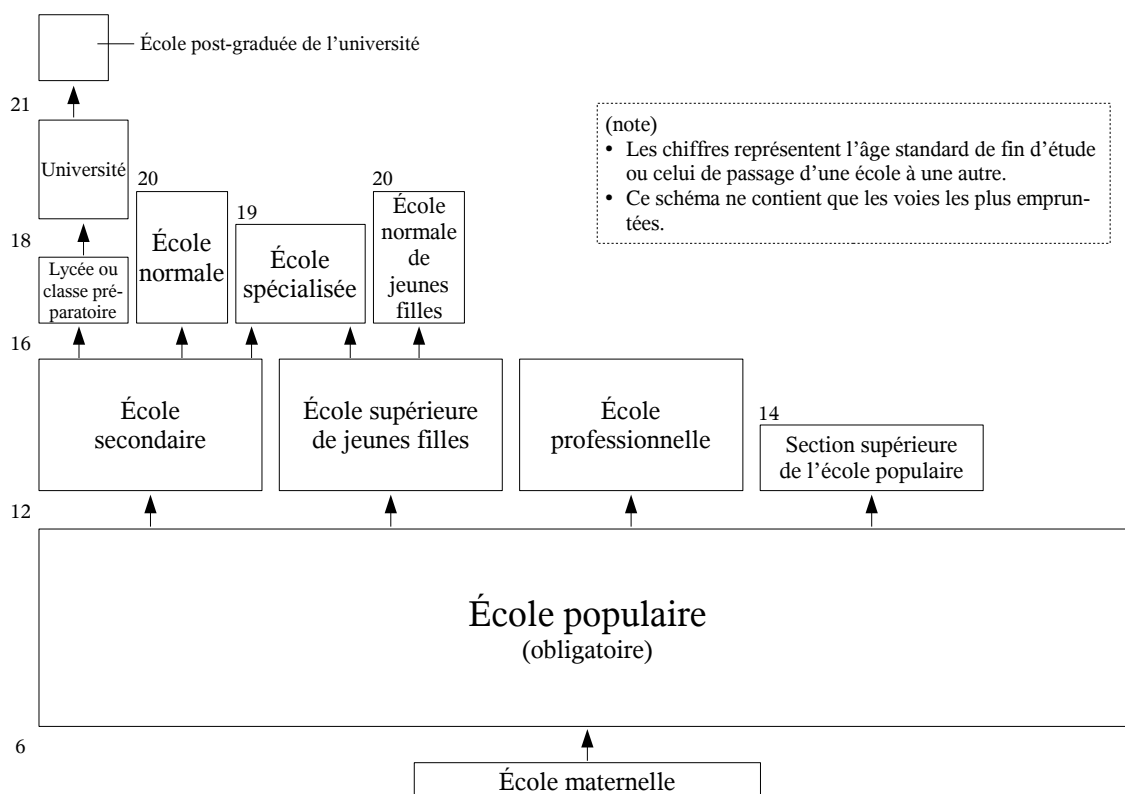 École post-graduée de l’université
21
(note)
• Les chiffres représentent l’âge standard de fin d’étude
ou celui de passage d’une école à une autre.
• Ce schéma ne contient que les voies les plus emprun-
tées.
Université
20
École
normale
19
École
spécialisée
20
École
normale
de
jeunes
filles
18
Lycée ou
classe pré-
paratoire
16
École
secondaire
École supérieure
de jeunes filles
École
professionnelle
14
Section supérieure
de l’école populaire
12
École populaire
(obligatoire)
6
École maternelle